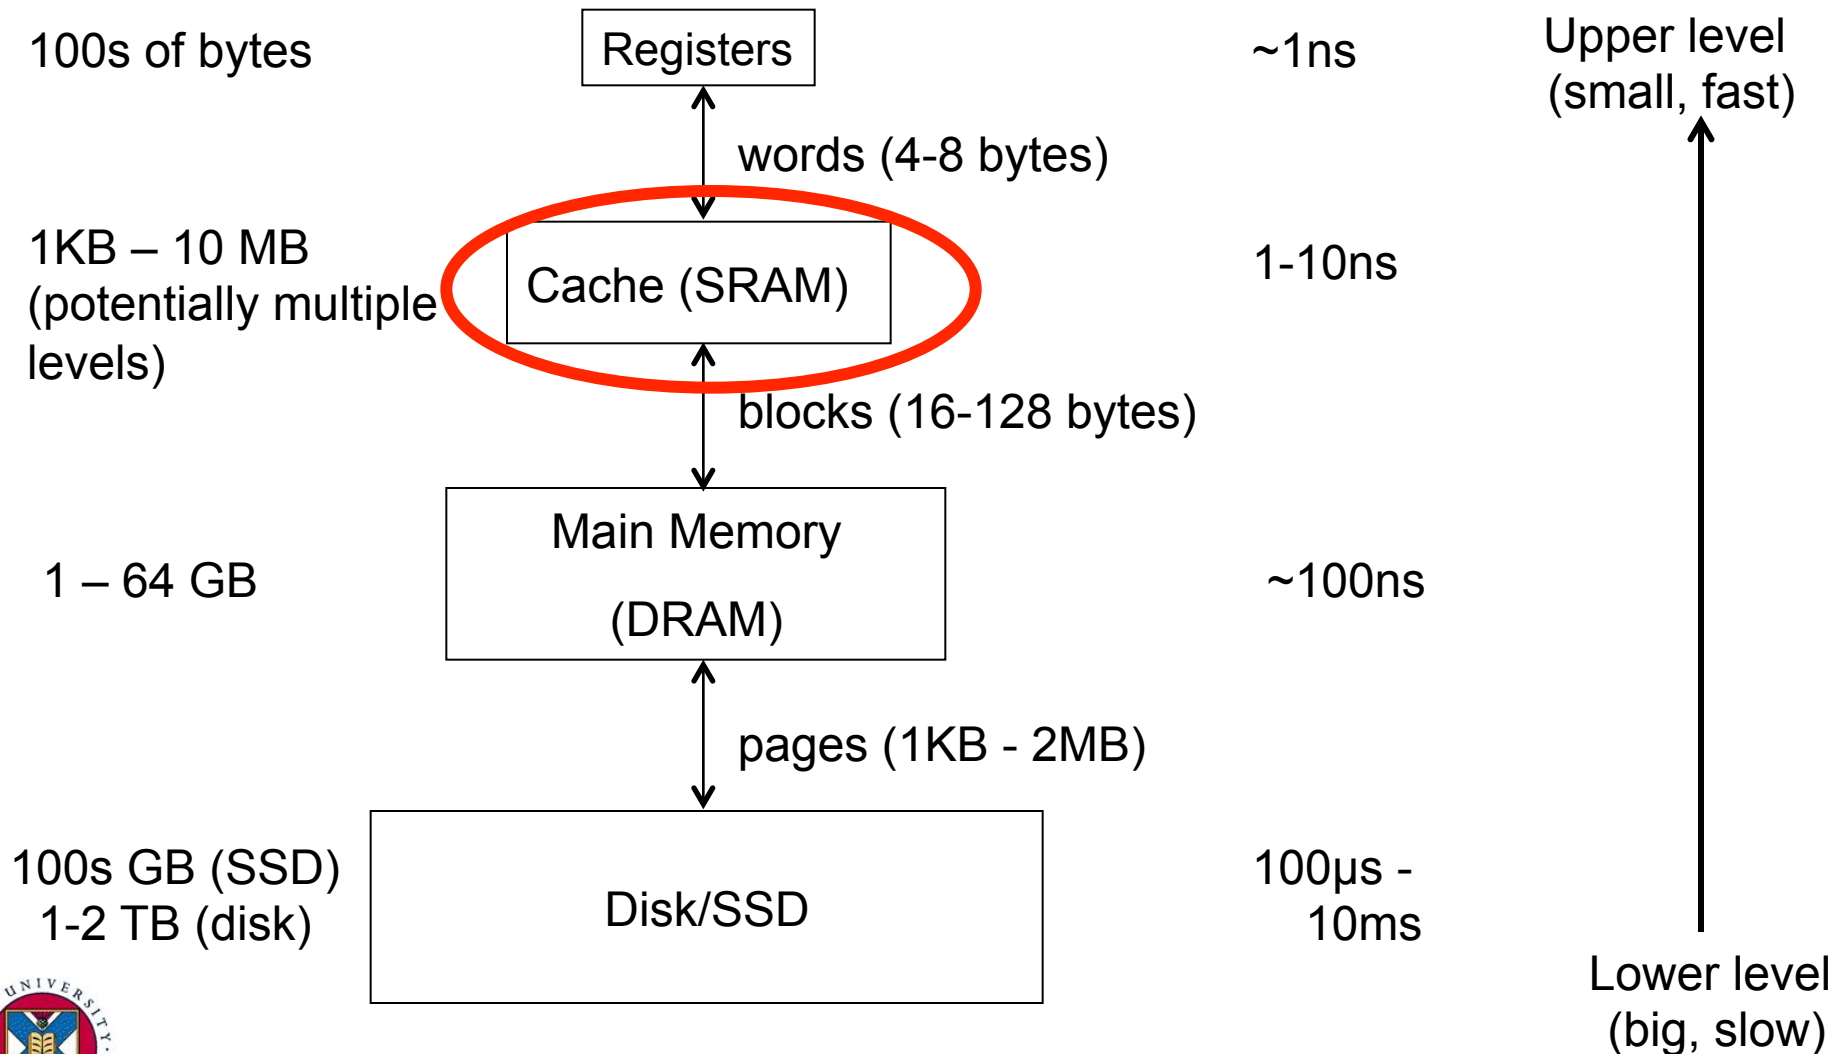 100s of bytes
Registers
~1ns
Upper level
(small, fast)
words (4-8 bytes)
1KB – 10 MB
(potentially multiple
levels)
Cache (SRAM)
1-10ns
blocks (16-128 bytes)
1 – 64 GB
Main Memory
(DRAM)
~100ns
pages (1KB - 2MB)
100s GB (SSD)
1-2 TB (disk)
Disk/SSD
100µs -
10ms
Lower level
(big, slow)
UNIVERSITY